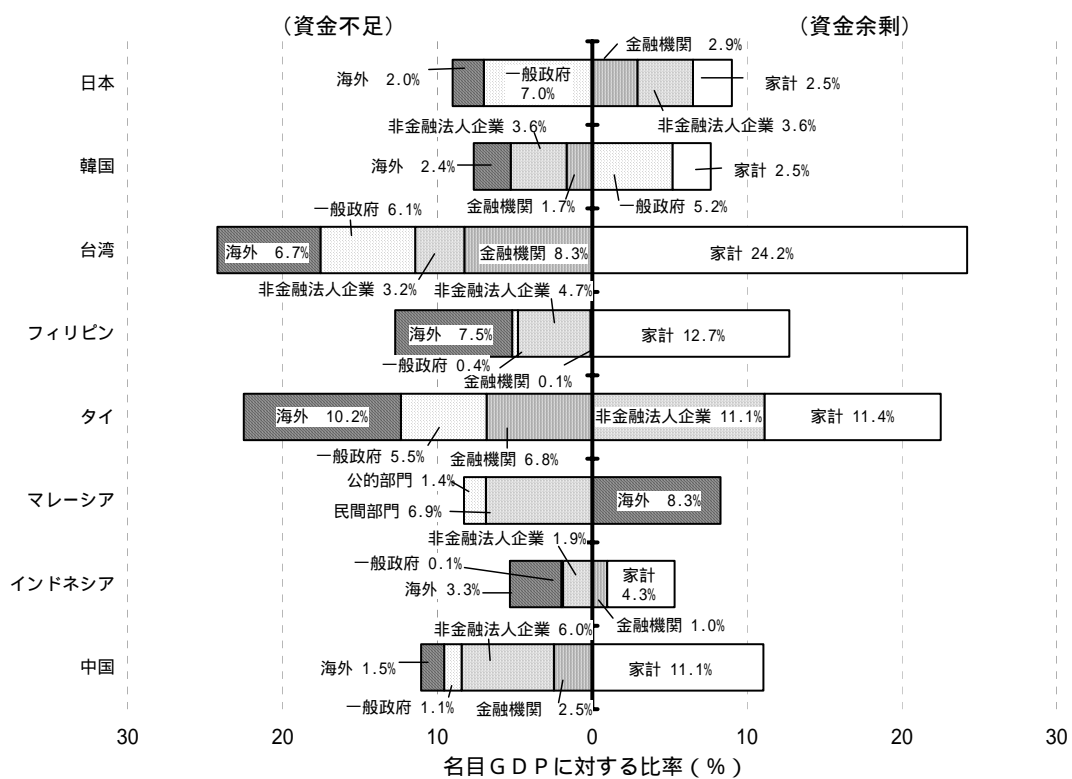 (資金不足) (資金余剰)
日本
海外 2.0%
一般政府
7.0%
金融機関 2.9%
非金融法人企業 3.6%
家計 2.5%
韓国
海外 2.4%
非金融法人企業 3.6%
金融機関 1.7%
一般政府 5.2%
家計 2.5%
台湾
海外 6.7%
一般政府 6.1%
非金融法人企業 3.2%
金融機関 8.3%
家計 24.2%
フィリピン
海外 7.5%
一般政府 0.4%
非金融法人企業 4.7%
金融機関 0.1%
家計 12.7%
タイ
海外 10.2%
一般政府 5.5%
金融機関 6.8%
非金融法人企業 11.1%
家計 11.4%
マレーシア
公的部門 1.4%
民間部門 6.9%
海外 8.3%
インドネシア
海外 3.3%
一般政府 0.1%
非金融法人企業 1.9%
金融機関 1.0%
家計
4.3%
中国
海外 1.5%
一般政府 1.1%
非金融法人企業 6.0%
金融機関 2.5%
家計 11.1%
30 20 10 0 10 20 30
名目GDPに対する比率(%)